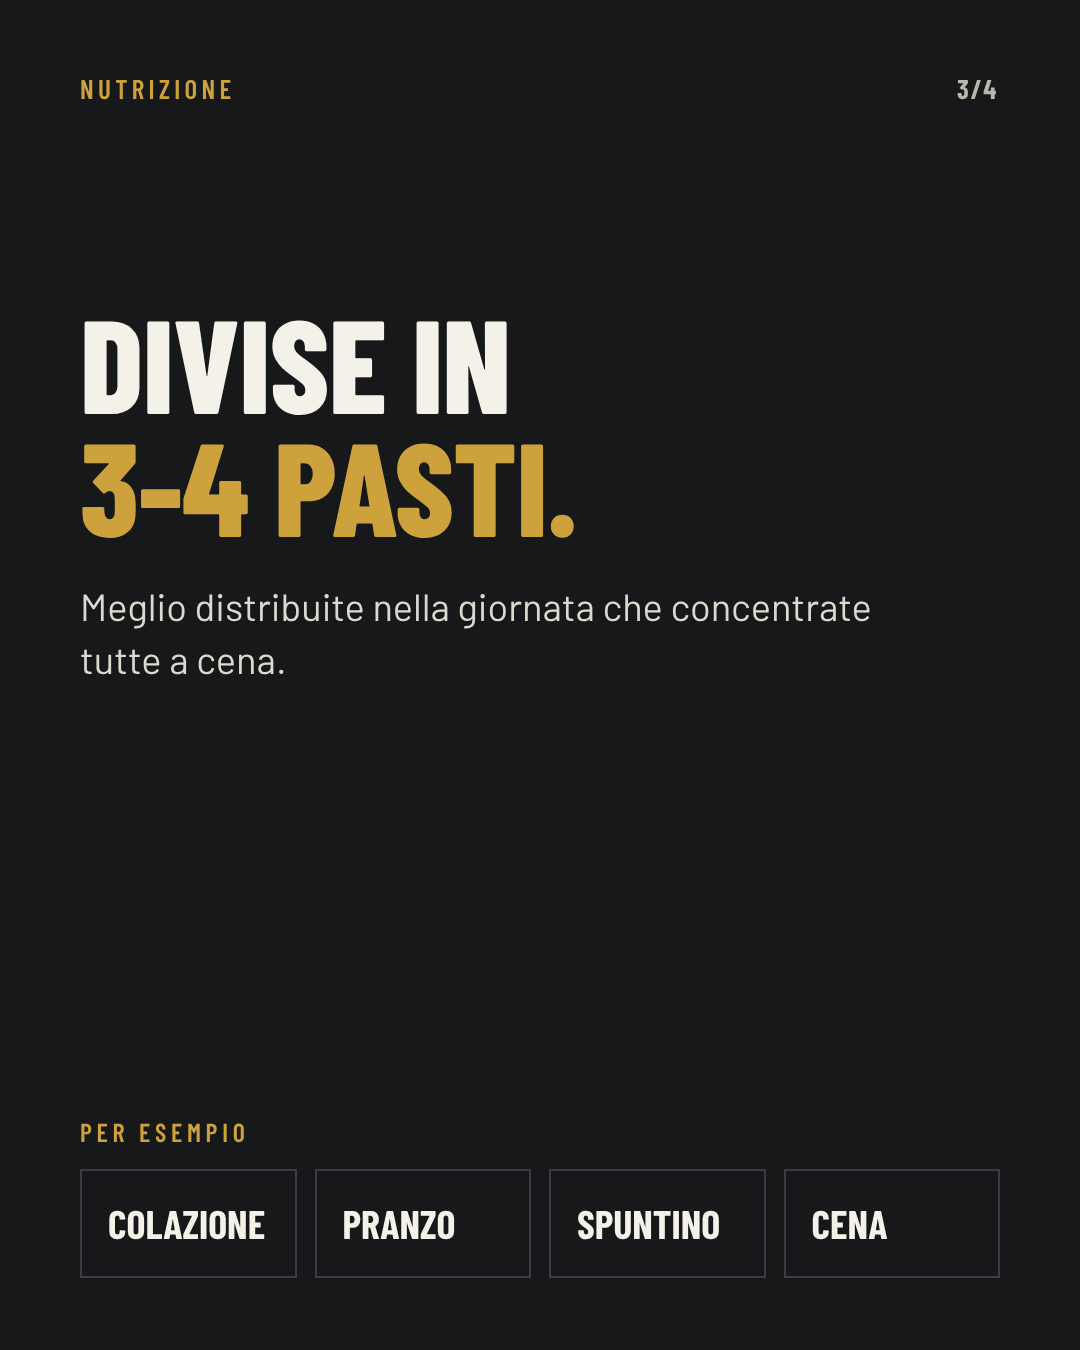 NUTRIZIONE
3/4
DIVISE IN
3-4 PASTI.
Meglio distribuite nella giornata che concentrate
tutte a cena.
PER ESEMPIO
COLAZIONE
PRANZO
SPUNTINO
CENA